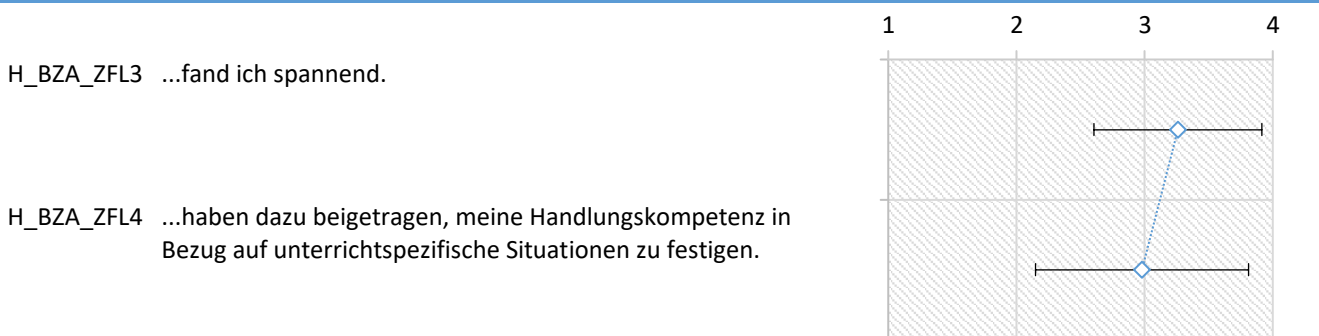 1 2 3 4
H_BZA_ZFL3 ...fand ich spannend.
H_BZA_ZFL4 ...haben dazu beigetragen, meine Handlungskompetenz in
Bezug auf unterrichtspezifische Situationen zu festigen.